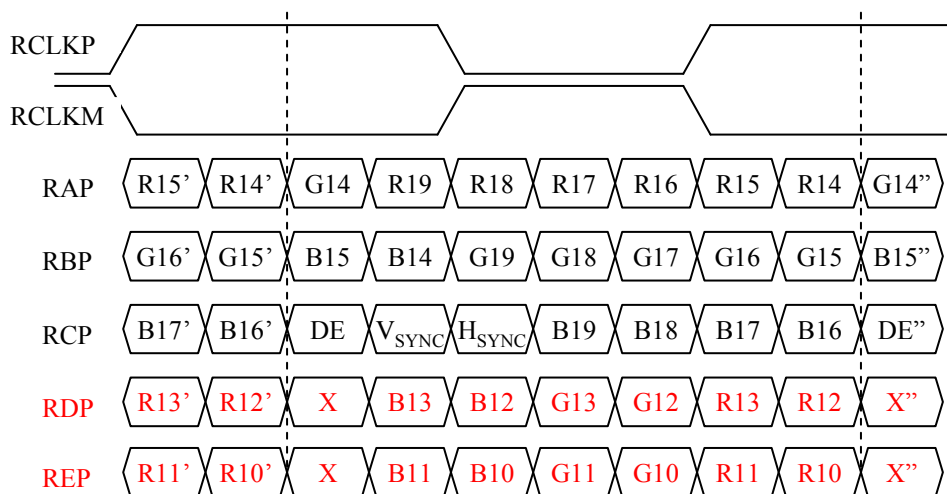 RCLKP
RCLKM
RAP R15’ R14’ G14 R19 R18 R17 R16 R15 R14 G14”
RBP G16’ G15’ B15 B14 G19 G18 G17 G16 G15 B15”
RCP B17’ B16’ DE VSYNC HSYNC B19 B18 B17 B16 DE”
RDP R13’ R12’ X B13 B12 G13 G12 R13 R12 X”
REP R11’ R10’ X B11 B10 G11 G10 R11 R10 X”